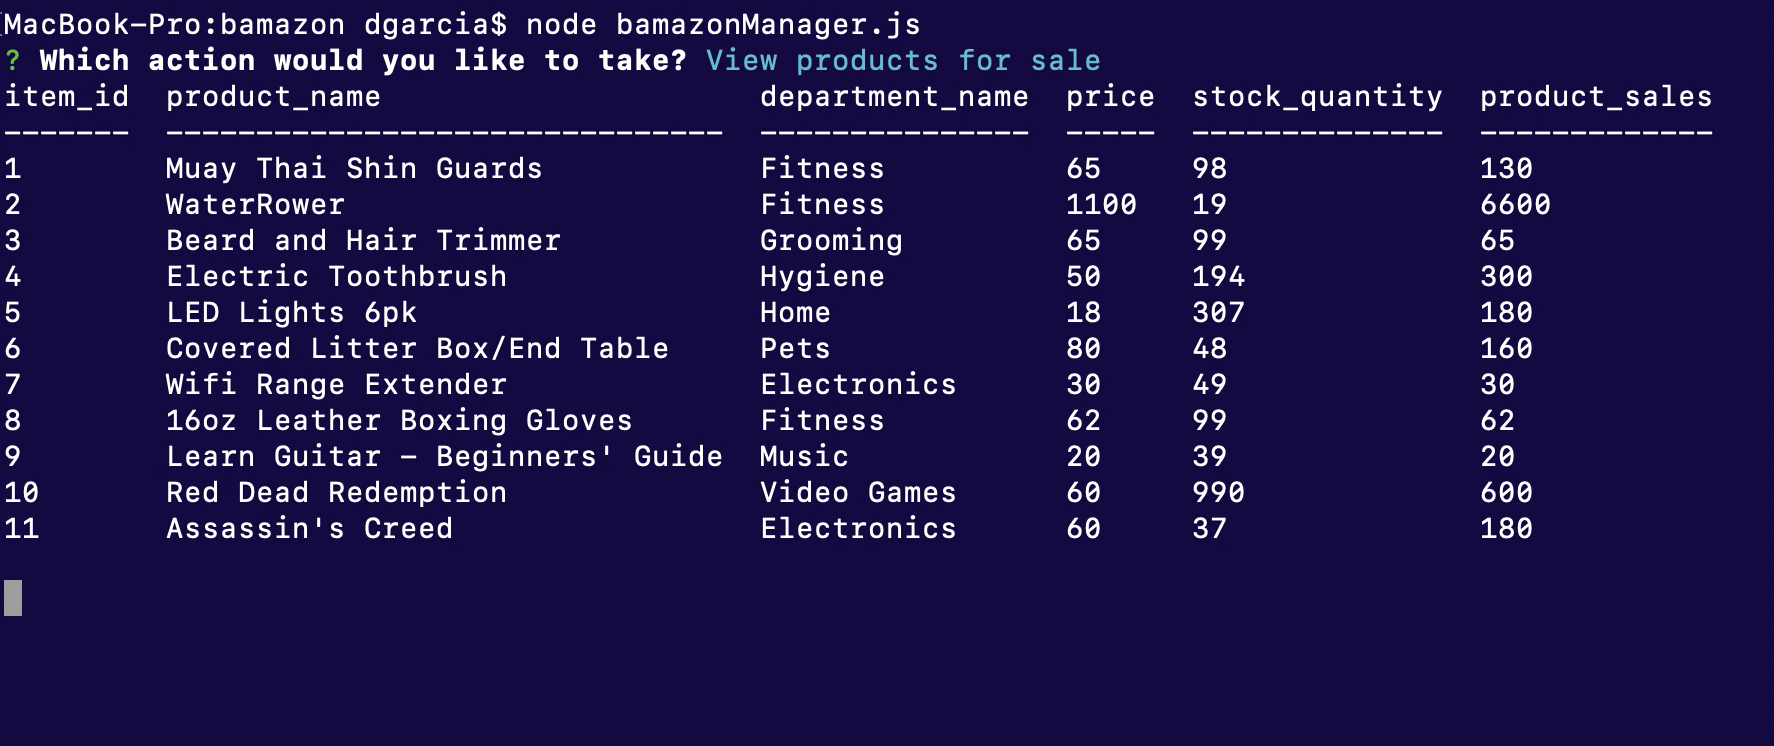 MacBook-Pro:bamazon dgarcia$ node bamazonManager.js
? Which action would you like to take? View products for sale
item_id  product_name                     department_name  price  stock_quantity  product_sales
-------  -------------------------------  ---------------  -----  --------------  -------------
1        Muay Thai Shin Guards            Fitness          65     98              130
2        WaterRower                       Fitness          1100   19              6600
3        Beard and Hair Trimmer           Grooming         65     99              65
4        Electric Toothbrush              Hygiene          50     194             300
5        LED Lights 6pk                   Home             18     307             180
6        Covered Litter Box/End Table     Pets             80     48              160
7        Wifi Range Extender              Electronics      30     49              30
8        16oz Leather Boxing Gloves       Fitness          62     99              62
9        Learn Guitar - Beginners' Guide  Music            20     39              20
10       Red Dead Redemption              Video Games      60     990             600
11       Assassin's Creed                 Electronics      60     37              180